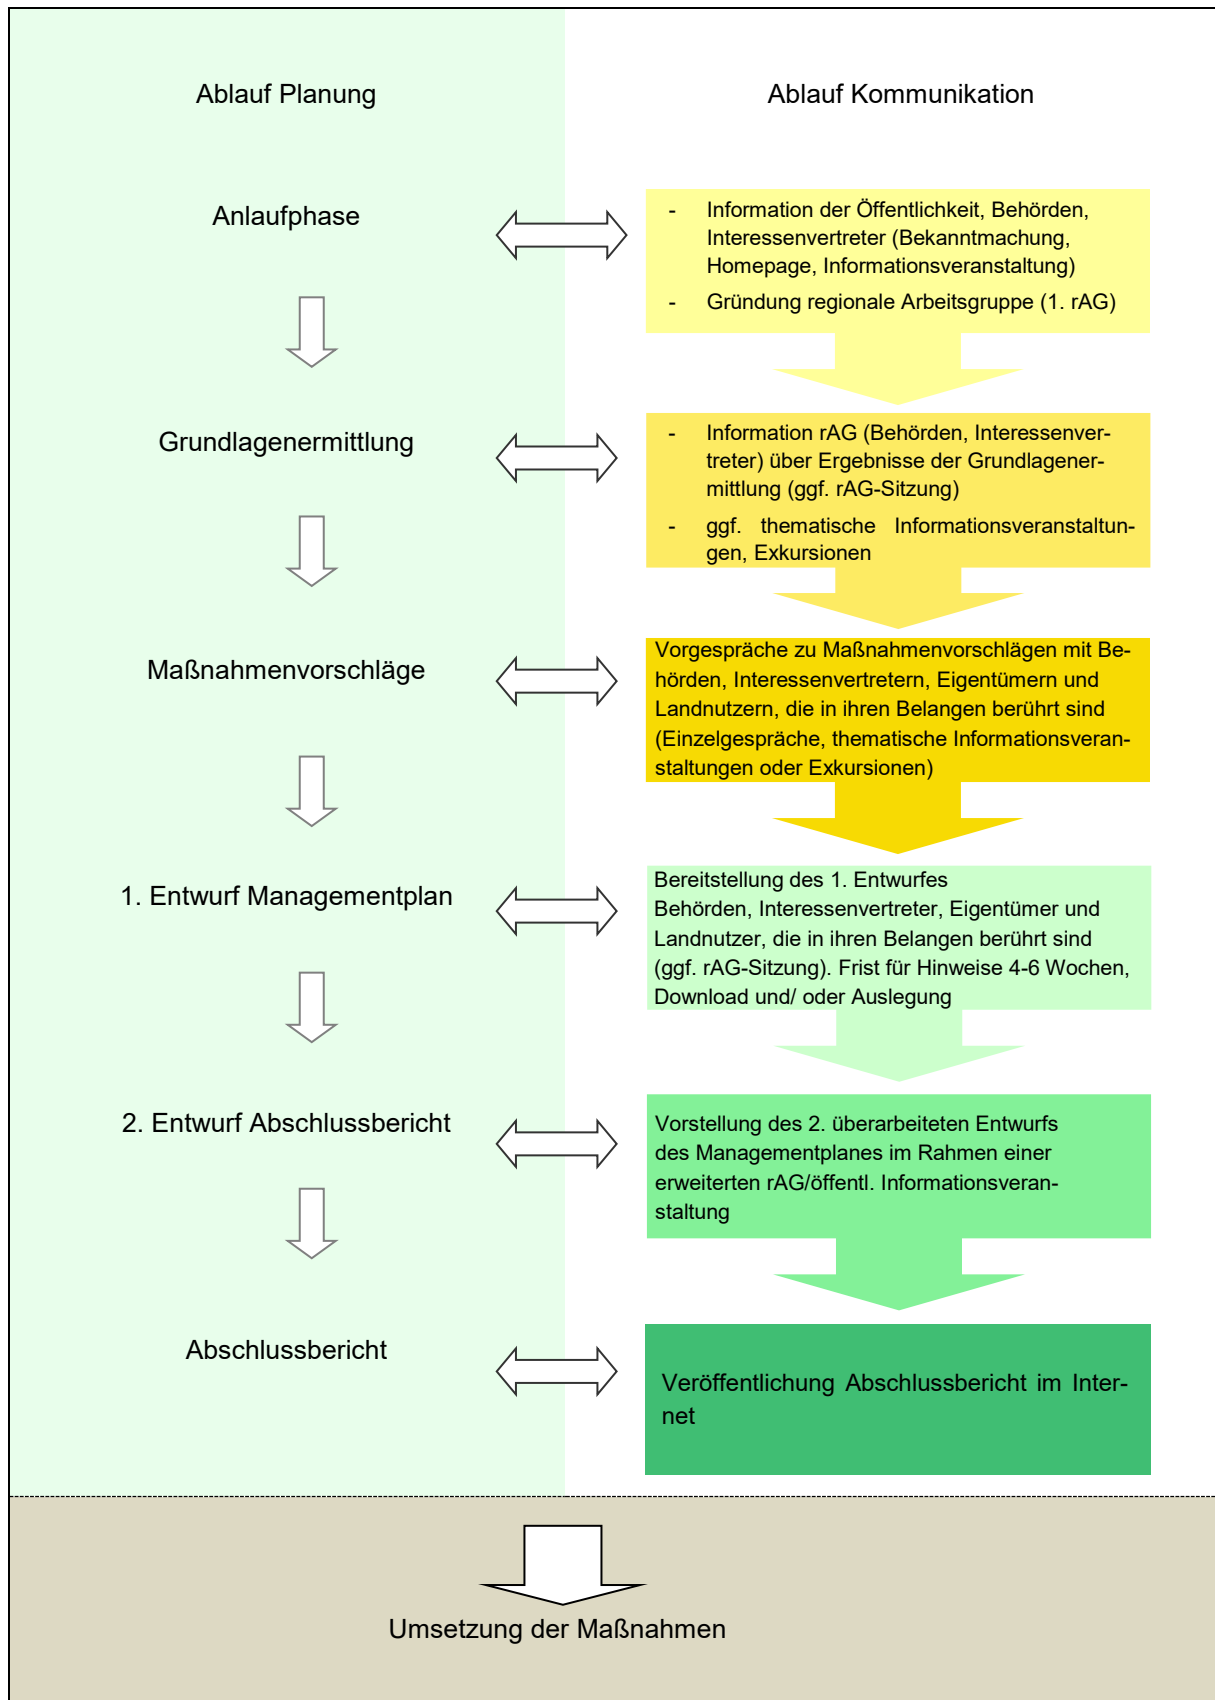 Ablauf Planung
Ablauf Kommunikation
Anlaufphase
- Information der Öffentlichkeit, Behörden,
Interessenvertreter (Bekanntmachung,
Homepage, Informationsveranstaltung)
- Gründung regionale Arbeitsgruppe (1. rAG)
Grundlagenermittlung
- Information rAG (Behörden, Interessenver-
treter) über Ergebnisse der Grundlagener-
mittlung (ggf. rAG-Sitzung)
- ggf. thematische Informationsveranstaltun-
gen, Exkursionen
Maßnahmenvorschläge
Vorgespräche zu Maßnahmenvorschlägen mit Be-
hörden, Interessenvertretern, Eigentümern und
Landnutzern, die in ihren Belangen berührt sind
(Einzelgespräche, thematische Informationsveran-
staltungen oder Exkursionen)
1. Entwurf Managementplan
Bereitstellung des 1. Entwurfes
Behörden, Interessenvertreter, Eigentümer und
Landnutzer, die in ihren Belangen berührt sind
(ggf. rAG-Sitzung). Frist für Hinweise 4-6 Wochen,
Download und/ oder Auslegung
2. Entwurf Abschlussbericht
Vorstellung des 2. überarbeiteten Entwurfs
des Managementplanes im Rahmen einer
erweiterten rAG/öffentl. Informationsveran-
staltung
Abschlussbericht
Veröffentlichung Abschlussbericht im Inter-
net
Umsetzung der Maßnahmen